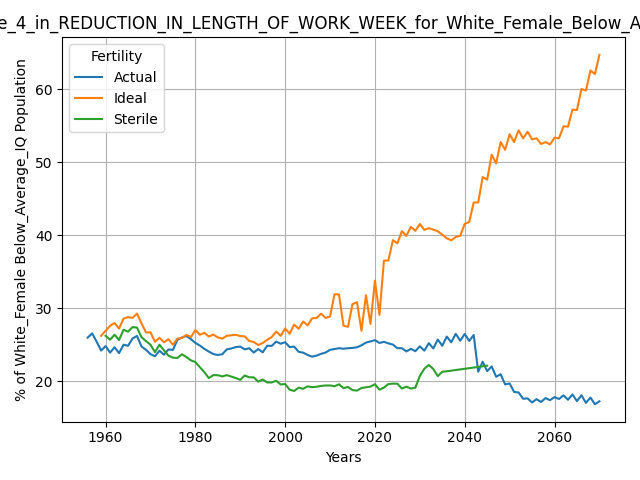 e_4_in_REDUCTION_IN_LENGTH_OF_WORK_WEEK_for_White_Female_Below_A
Fertility
Actual
Ideal
Sterile
% of White_Female Below_Average_IQ Population
60
50
40
30
20
1960
1980
2000
2020
2040
2060
Years